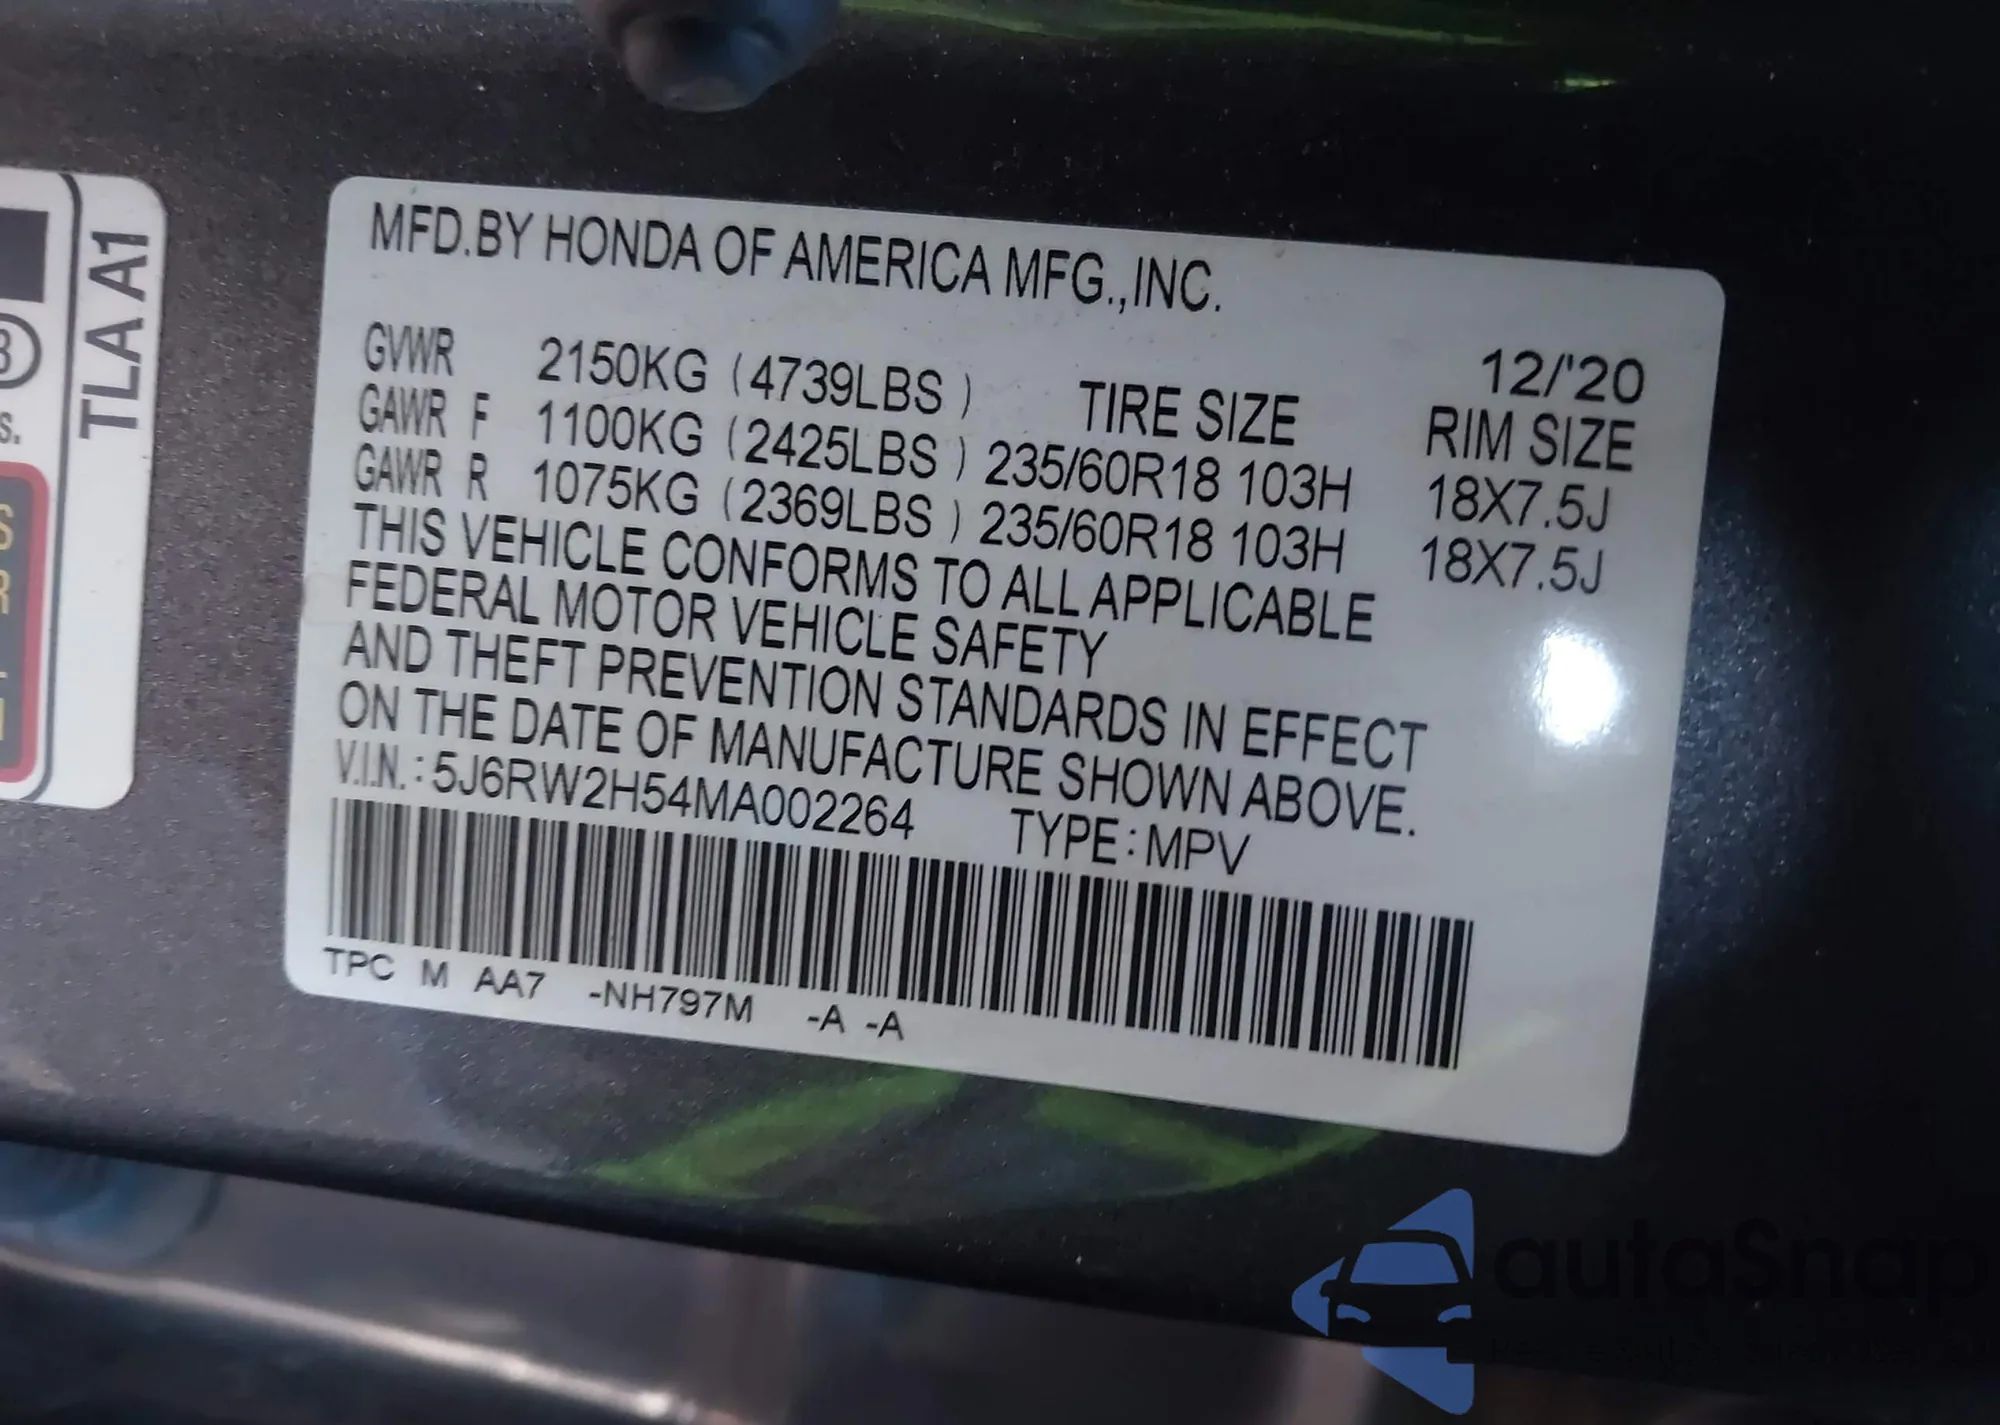 TLA A1
MFD.BY HONDA OF AMERICA MFG.,INC.
12/'20
GVWR 2150KG (4739LBS) TIRE SIZE RIM SIZE
GAWR F 1100KG (2425LBS) 235/60R18 103H 18X7.5J
GAWR R 1075KG (2369LBS) 235/60R18 103H 18X7.5J
THIS VEHICLE CONFORMS TO ALL APPLICABLE
FEDERAL MOTOR VEHICLE SAFETY
AND THEFT PREVENTION STANDARDS IN EFFECT
ON THE DATE OF MANUFACTURE SHOWN ABOVE.
V.I.N.: 5J6RW2H54MA002264 TYPE: MPV
TPC M AA7 -NH797M -A -A
autaSnap